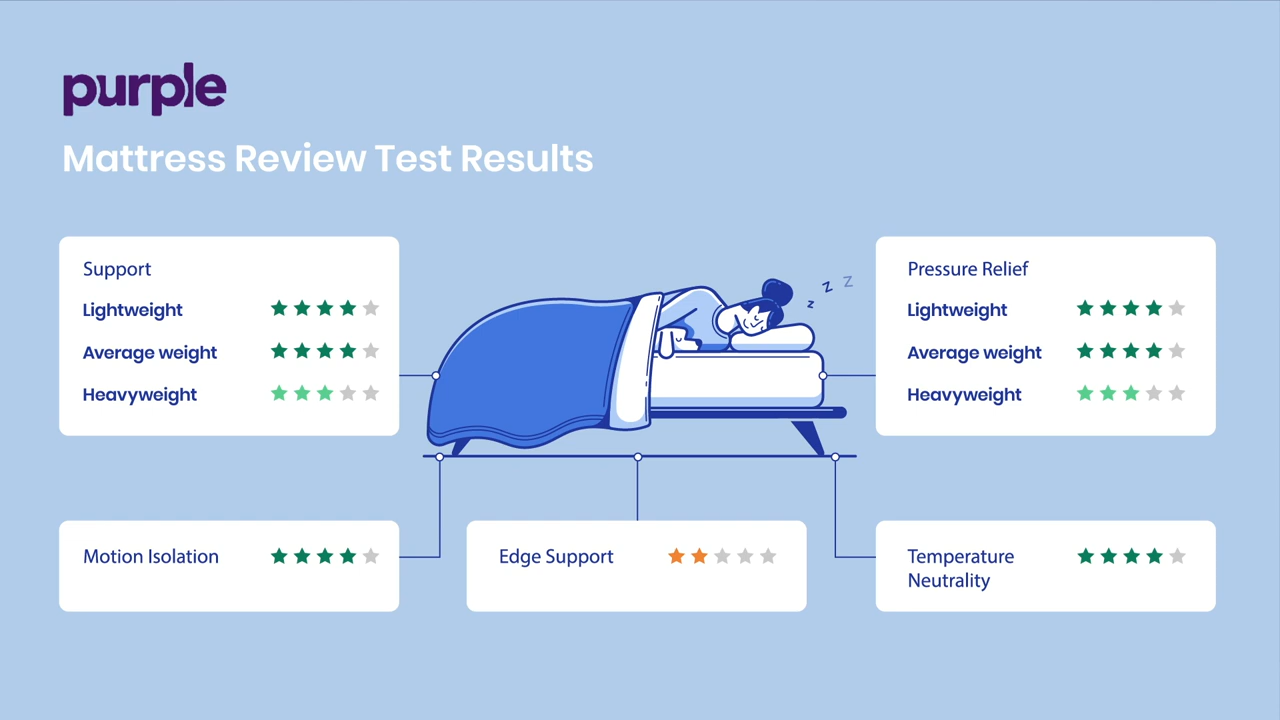 purple
Mattress Review Test Results
Support
Lightweight
Average weight
Heavyweight
z z z
Pressure Relief
Lightweight
Average weight
Heavyweight
Motion Isolation
Edge Support
Temperature
Neutrality